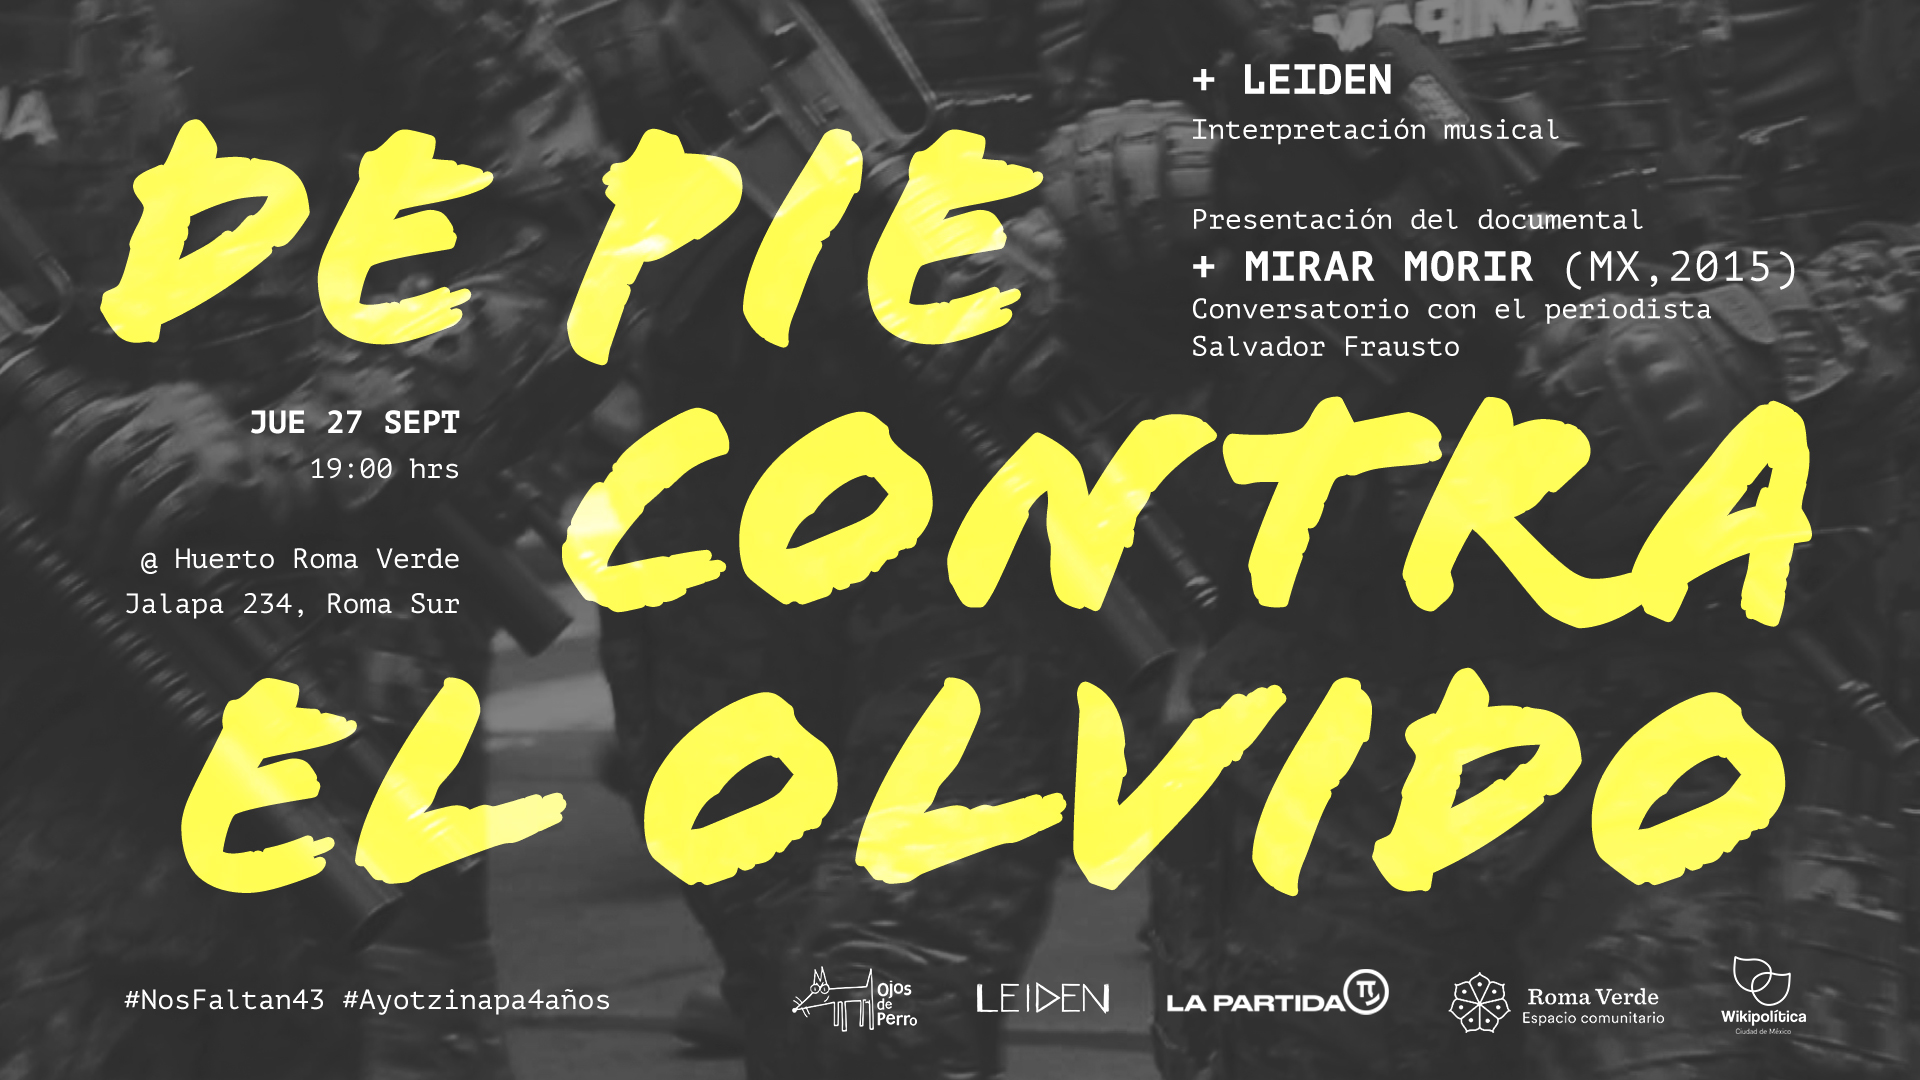 MARINA
+ LEIDEN
Interpretación musical
Presentación del documental
+ MIRAR MORIR (MX,2015)
Conversatorio con el periodista
Salvador Frausto
DE PIE
CONTRA
EL OLVIDO
JUE 27 SEPT
19:00 hrs
@ Huerto Roma Verde
Jalapa 234, Roma Sur
#NosFaltan43 #Ayotzinapa4años
Ojos
de
Perro
LEIDEN
LA PARTIDA
Roma Verde
Espacio comunitario
Wikipolítica
Ciudad de México